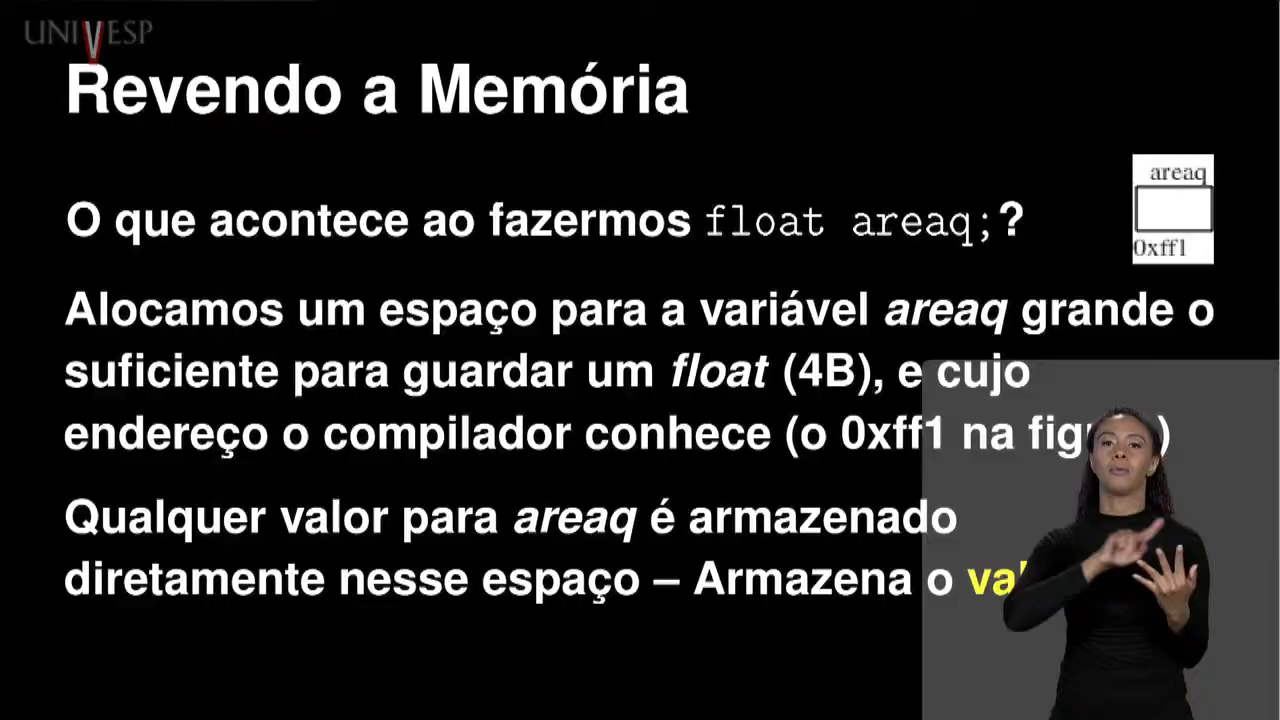 UNIVESP
Revendo a Memória
areaq
O que acontece ao fazermos float areaq;?
0xff1
Alocamos um espaço para a variável areaq grande o
suficiente para guardar um float (4B), e cujo
endereço o compilador conhece (o 0xff1 na
Qualquer valor para areaq é armazenado
diretamente nesse espaço – Armazena o